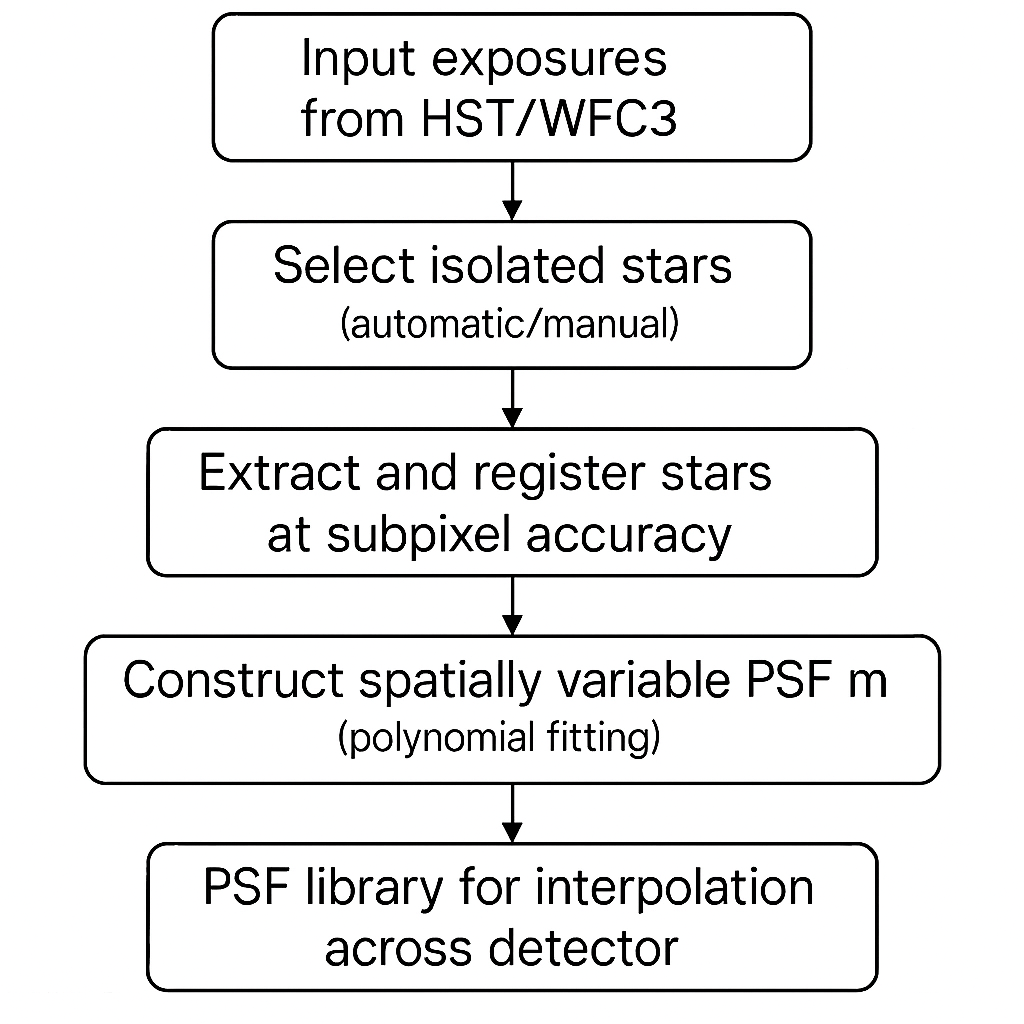 Input exposures
from HST/WFC3
Select isolated stars
(automatic/manual)
Extract and register stars
at subpixel accuracy
Construct spatially variable PSF m
(polynomial fitting)
PSF library for interpolation
across detector